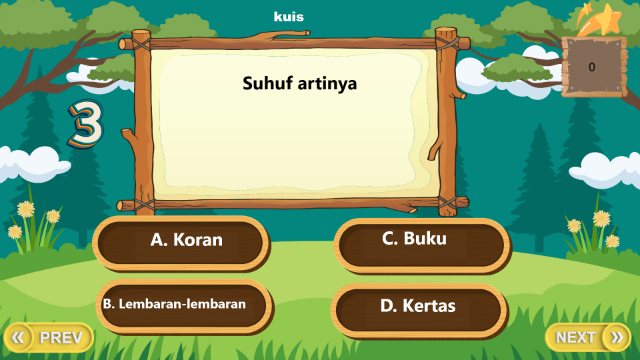 kuis
0
Suhuf artinya
3
A. Koran
C. Buku
B. Lembaran-lembaran
D. Kertas
« PREV
NEXT »